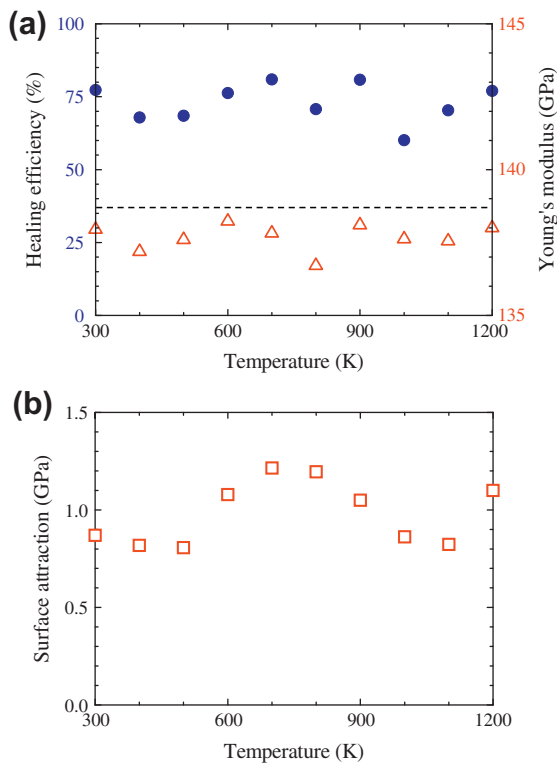 (a)
100
75
50
25
0
Healing efficiency (%)
145
140
135
Young's modulus (GPa)
300
600
900
1200
Temperature (K)
(b)
1.5
1.0
0.5
0.0
Surface attraction (GPa)
300
600
900
1200
Temperature (K)